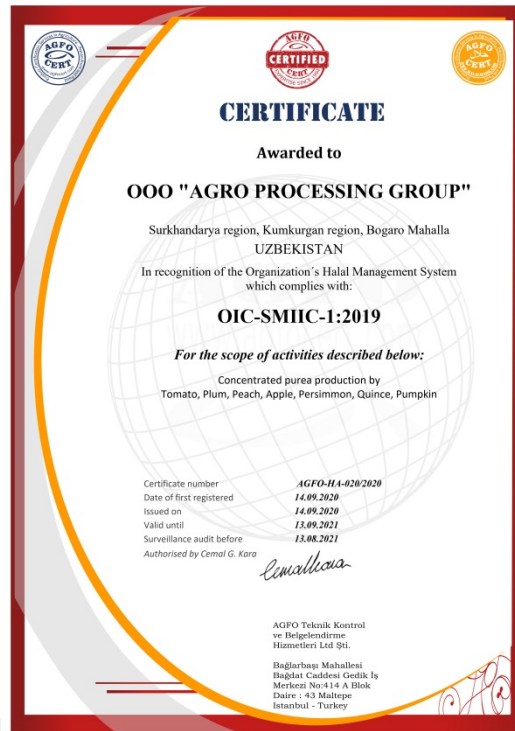 AGFO
CERT
AGFO
CERTIFIED
CERT
AGFO
حلال
CERT
CERTIFICATE
Awarded to
OOO "AGRO PROCESSING GROUP"
Surkhandarya region, Kumkurgan region, Bogaro Mahalla
UZBEKISTAN
In recognition of the Organization´s Halal Management System
which complies with:
OIC-SMIIC-1:2019
For the scope of activities described below:
Concentrated purea production by
Tomato, Plum, Peach, Apple, Persimmon, Quince, Pumpkin
Certificate number AGFO-HA-020/2020
Date of first registered 14.09.2020
Issued on 14.09.2020
Valid until 13.09.2021
Surveillance audit before 13.08.2021
Authorised by Cemal G. Kara
AGFO Teknik Kontrol
ve Belgelendirme
Hizmetleri Ltd Şti.
Bağlarbaşı Mahallesi
Bağdat Caddesi Gedik İş
Merkezi No:414 A Blok
Daire : 43 Maltepe
Istanbul - Turkey